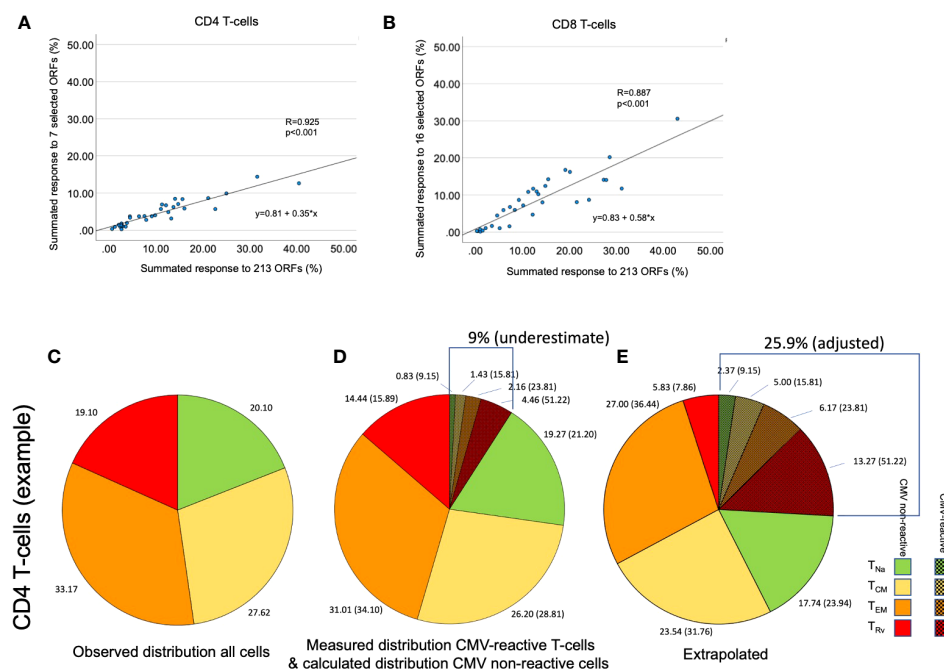 A
CD4 T-cells
Summated response to 7 selected ORFs (%)
50.00
40.00
30.00
20.00
10.00
.00
R=0.925
p<0.001
y=0.81 + 0.35*x
.00 10.00 20.00 30.00 40.00 50.00
Summated response to 213 ORFs (%)
B
CD8 T-cells
Summated response to 16 selected ORFs (%)
50.00
40.00
30.00
20.00
10.00
.00
R=0.887
p<0.001
y=0.83 + 0.58*x
.00 10.00 20.00 30.00 40.00 50.00
Summated response to 213 ORFs (%)
CD4 T-cells (example)
C
19.10
20.10
33.17
27.62
Observed distribution all cells
D
9% (underestimate)
0.83 (9.15)
1.43 (15.81)
2.16 (23.81)
4.46 (51.22)
14.44 (15.89)
19.27 (21.20)
31.01 (34.10)
26.20 (28.81)
Measured distribution CMV-reactive T-cells
& calculated distribution CMV non-reactive cells
E
25.9% (adjusted)
5.83 (7.86)
2.37 (9.15)
5.00 (15.81)
27.00 (36.44)
6.17 (23.81)
13.27 (51.22)
17.74 (23.94)
23.54 (31.76)
Extrapolated
CMV non-reactive
TNa
TCM
TEM
TRv